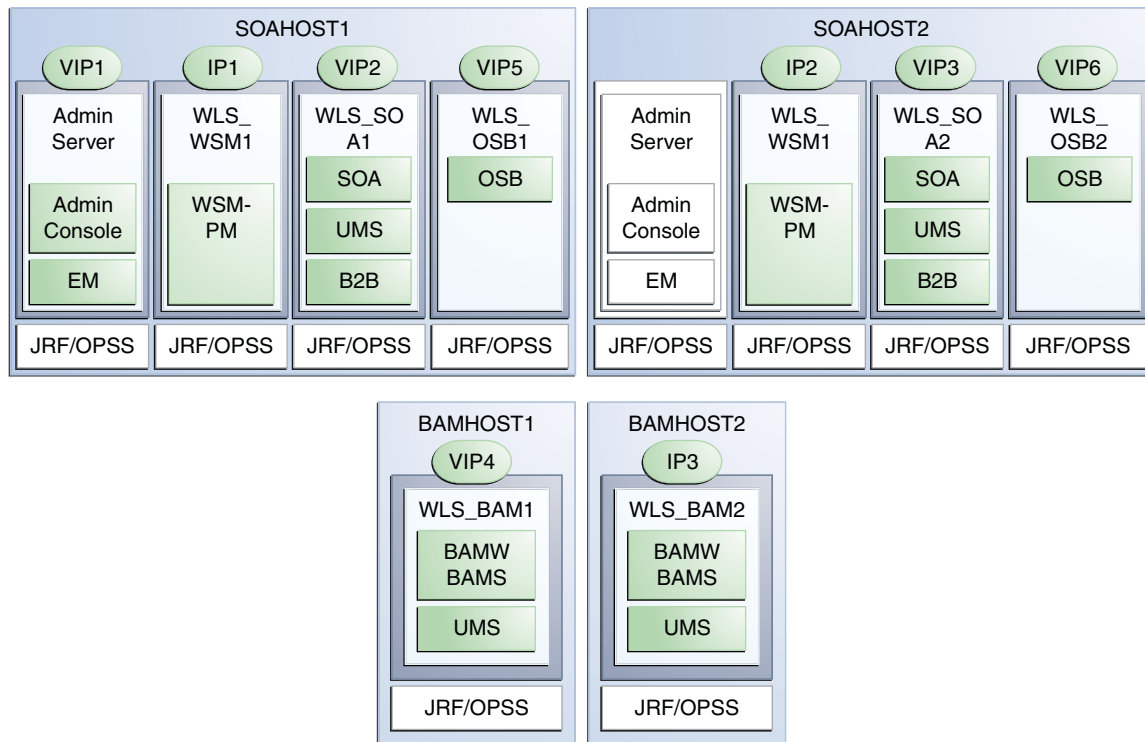 SOAHOST1
VIP1
IP1
VIP2
VIP5
Admin
Server
Admin
Console
EM
WLS_
WSM1
WSM-
PM
WLS_SO
A1
SOA
UMS
B2B
WLS_
OSB1
OSB
JRF/OPSS
JRF/OPSS
JRF/OPSS
JRF/OPSS
SOAHOST2
IP2
VIP3
VIP6
Admin
Server
Admin
Console
EM
WLS_
WSM1
WSM-
PM
WLS_SO
A2
SOA
UMS
B2B
WLS_
OSB2
OSB
JRF/OPSS
JRF/OPSS
JRF/OPSS
JRF/OPSS
BAMHOST1
VIP4
WLS_BAM1
BAMW
BAMS
UMS
JRF/OPSS
BAMHOST2
IP3
WLS_BAM2
BAMW
BAMS
UMS
JRF/OPSS